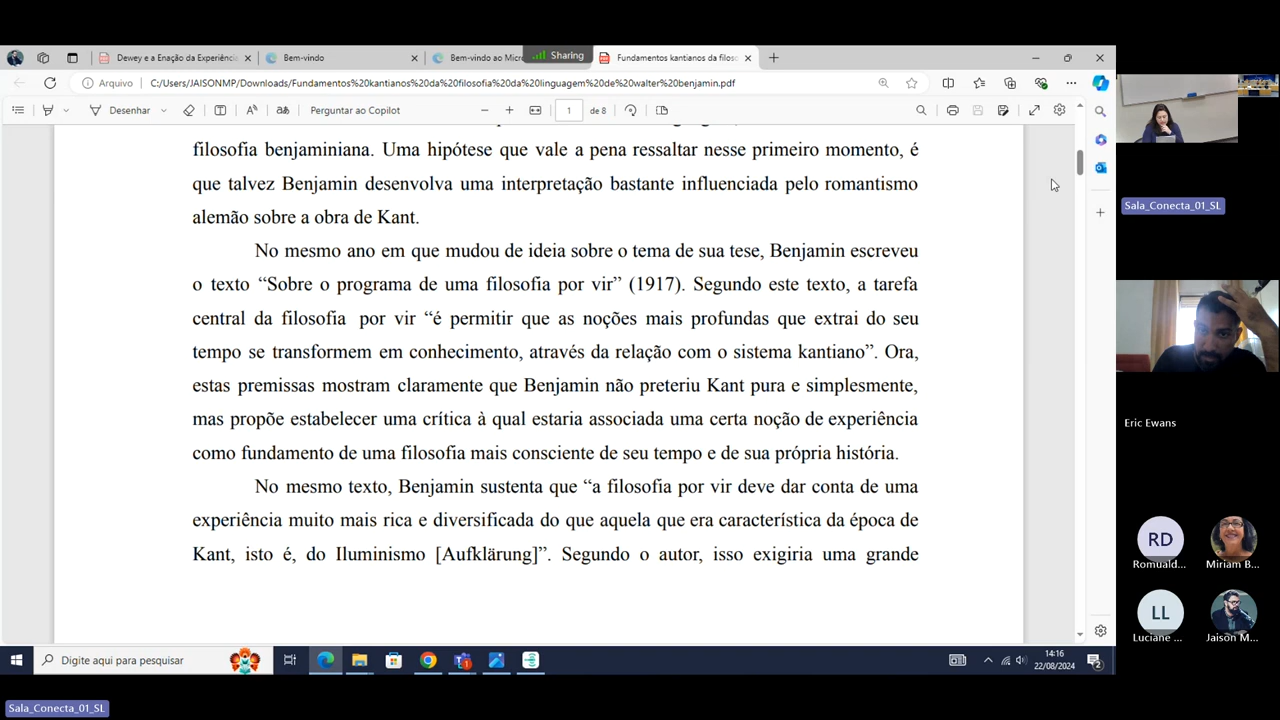 Dewey e a Enação da Experiênci
Bem-vindo
Bem-vindo ao Micr
Sharing
Fundamentos kantianos da filos
Arquivo
C:/Users/JAISONMP/Downloads/Fundamentos%20kantianos%20da%20filosofia%20da%20linguagem%20de%20walter%20benjamin.pdf
Desenhar
Perguntar ao Copilot
1
de 8
filosofia benjaminiana. Uma hipótese que vale a pena ressaltar nesse primeiro momento, é
que talvez Benjamin desenvolva uma interpretação bastante influenciada pelo romantismo
alemão sobre a obra de Kant.
No mesmo ano em que mudou de ideia sobre o tema de sua tese, Benjamin escreveu
o texto “Sobre o programa de uma filosofia por vir” (1917). Segundo este texto, a tarefa
central da filosofia por vir “é permitir que as noções mais profundas que extrai do seu
tempo se transformem em conhecimento, através da relação com o sistema kantiano”. Ora,
estas premissas mostram claramente que Benjamin não preteriu Kant pura e simplesmente,
mas propõe estabelecer uma crítica à qual estaria associada uma certa noção de experiência
como fundamento de uma filosofia mais consciente de seu tempo e de sua própria história.
No mesmo texto, Benjamin sustenta que “a filosofia por vir deve dar conta de uma
experiência muito mais rica e diversificada do que aquela que era característica da época de
Kant, isto é, do Iluminismo [Aufklärung]”. Segundo o autor, isso exigiria uma grande
Digite aqui para pesquisar
14:16
22/08/2024
2
Sala_Conecta_01_SL
Eric Evans
RD
Romuald...
Miriam B...
LL
Luciane ...
Jaison M...
Sala_Conecta_01_SL